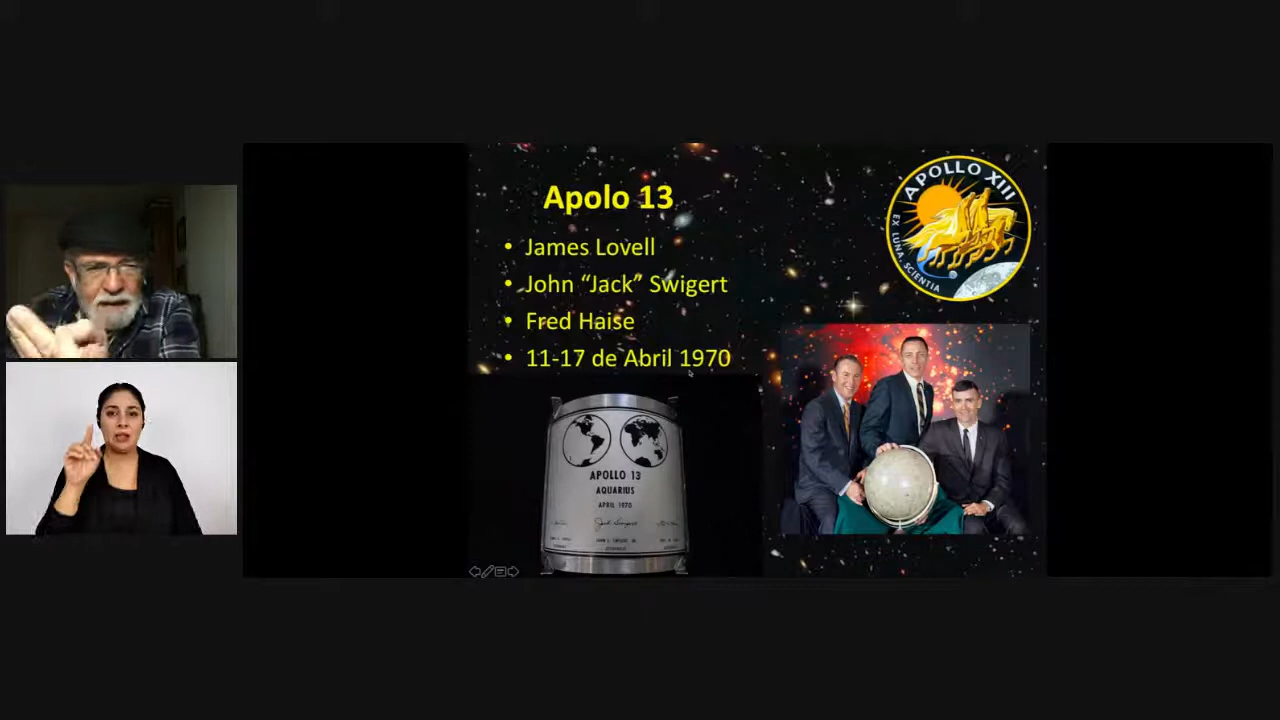 Apolo 13
• James Lovell
• John “Jack” Swigert
• Fred Haise
• 11-17 de Abril 1970
APOLLO XIII
EX LUNA, SCIENTIA
APOLLO 13
AQUARIUS
APRIL 1970